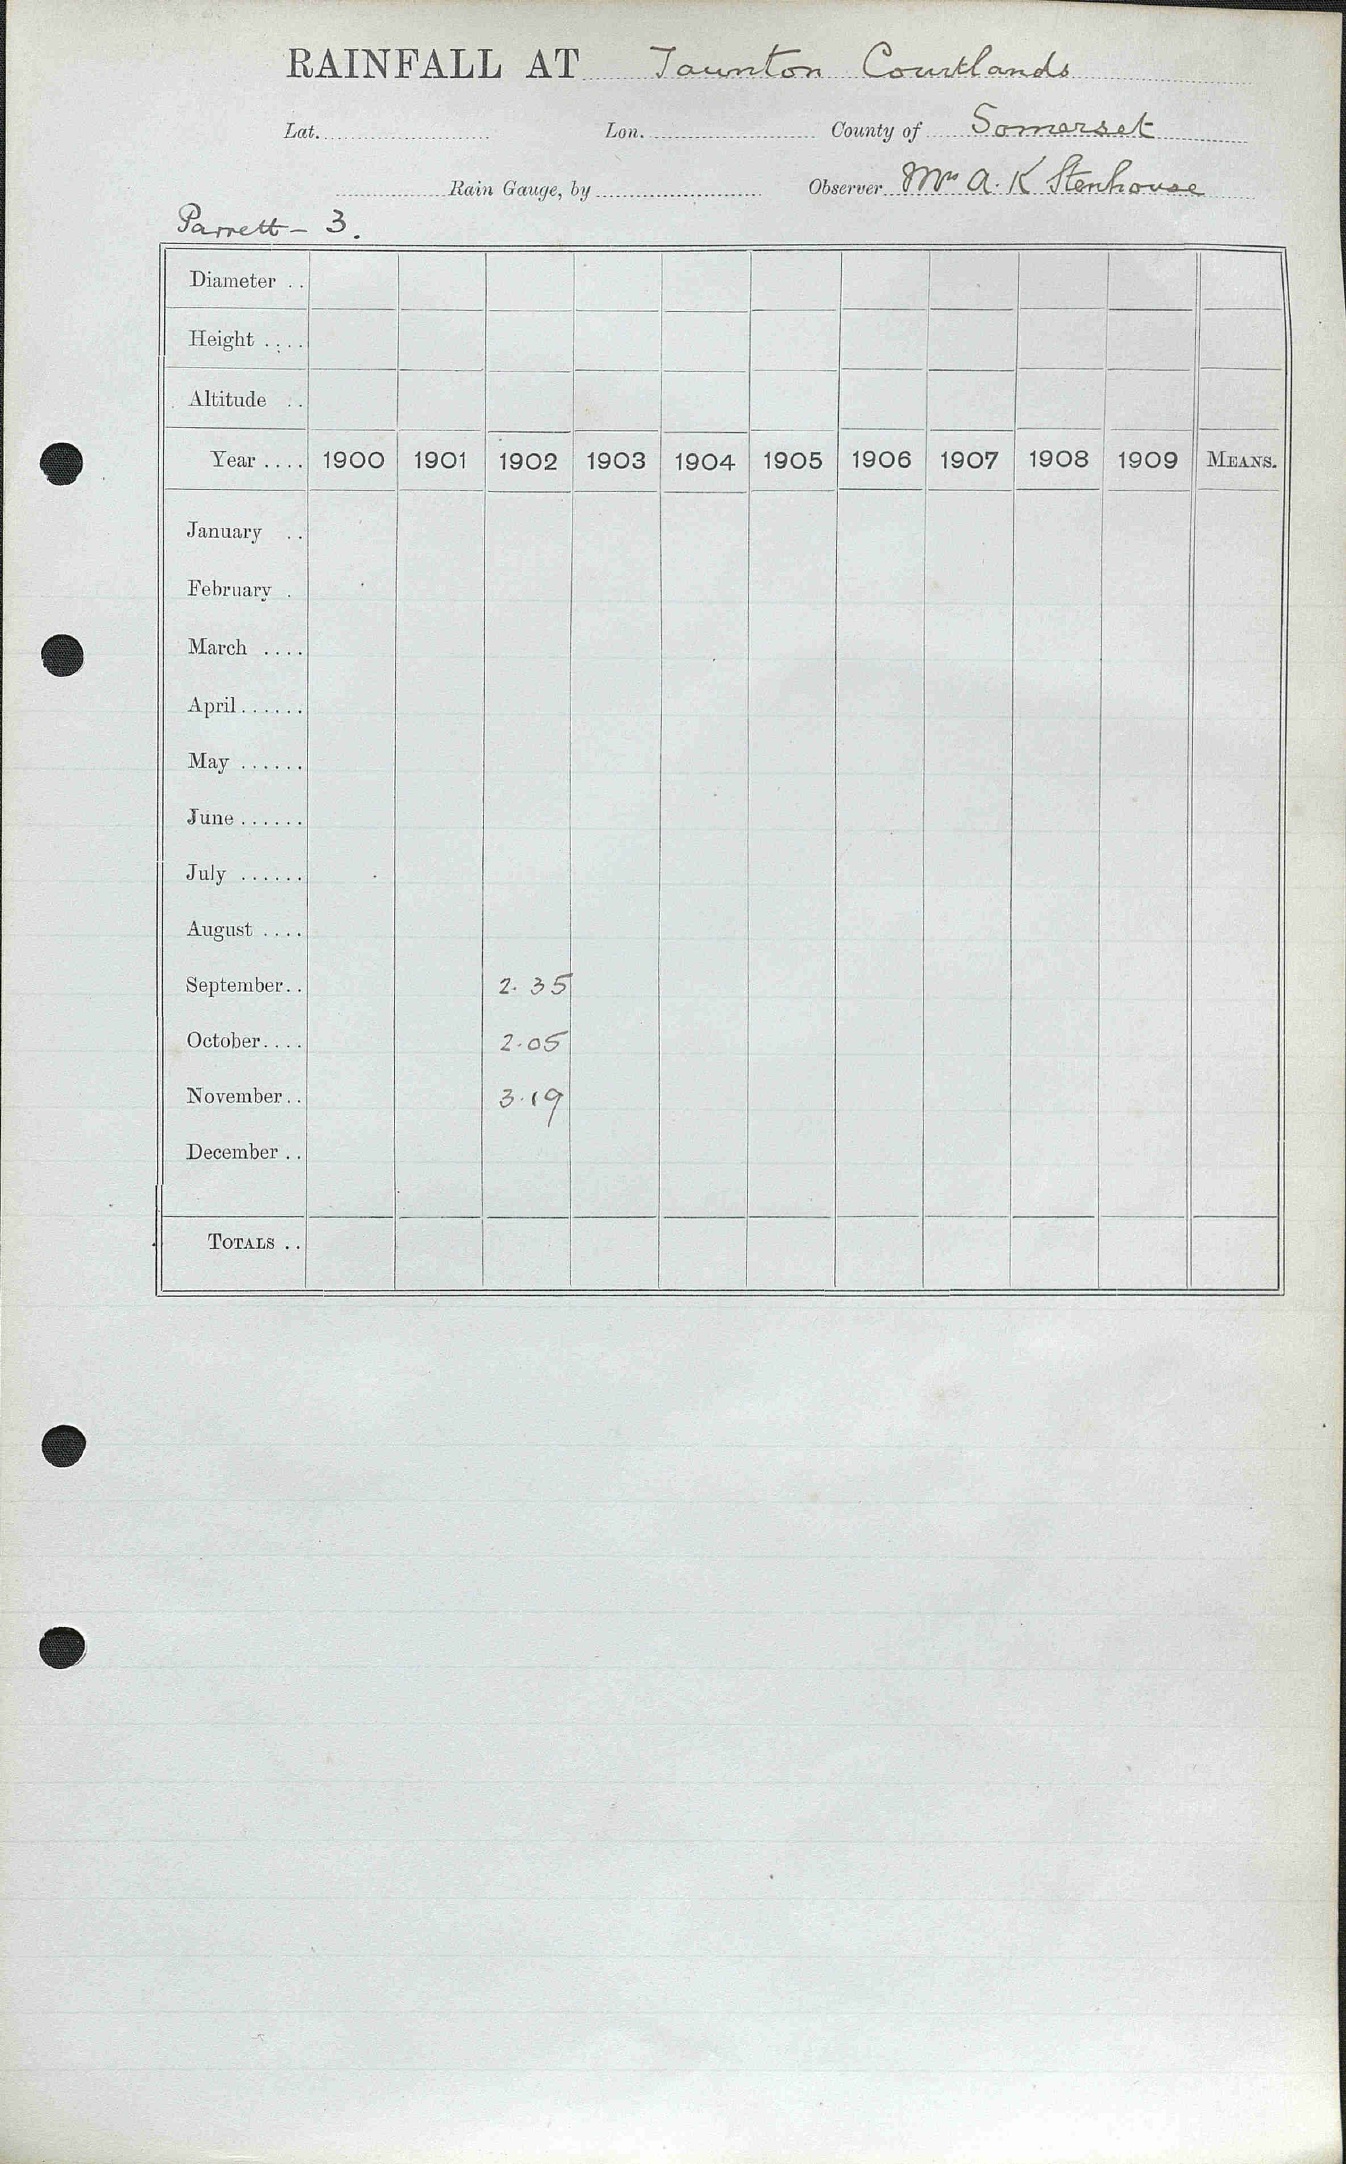 RAINFALL AT Taunton Courtlands
Lat. Lon. County of Somerset
Rain Gauge, by Observer Mrs A. K Stenhouse
Parrett - 3.
Diameter ..
Height ....
Altitude ..
Year .... 1900 1901 1902 1903 1904 1905 1906 1907 1908 1909 MEANS.
January ..
February .
March ....
April......
May ......
June......
July ......
August ....
September.. 2.35
October.... 2.05
November.. 3.19
December ..
TOTALS ..